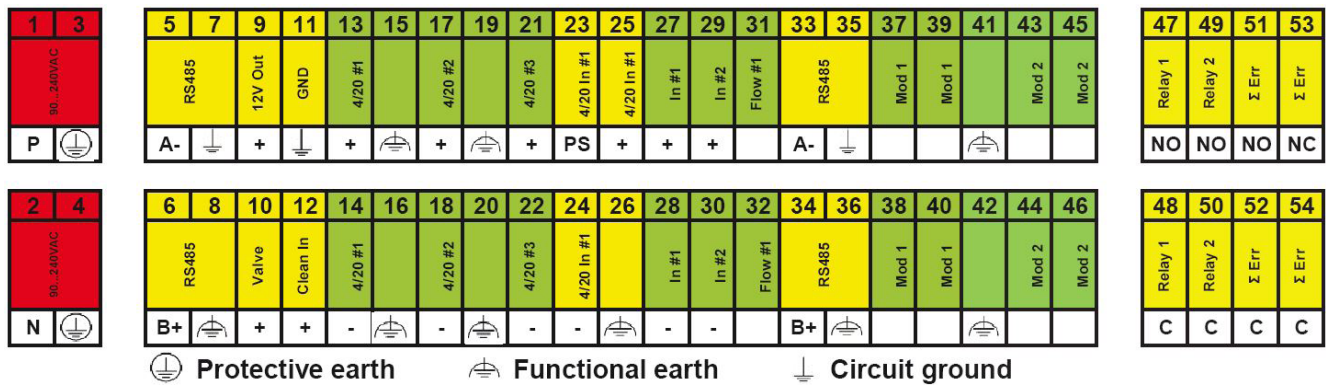 1 3 5 7 9 11 13 15 17 19 21 23 25 27 29 31 33 35 37 39 41 43 45 47 49 51 53
90...240VAC RS485 12V Out GND 4/20 #1 4/20 #2 4/20 #3 4/20 In #1 4/20 In #1 In #1 In #2 Flow #1 RS485 Mod 1 Mod 1 Mod 2 Mod 2 Relay 1 Relay 2 Σ Err Σ Err
P A- + + + + PS + + + A- NO NO NO NC
2 4 6 8 10 12 14 16 18 20 22 24 26 28 30 32 34 36 38 40 42 44 46 48 50 52 54
90...240VAC RS485 Valve Clean In 4/20 #1 4/20 #2 4/20 #3 4/20 In #1 In #1 In #2 Flow #1 RS485 Mod 1 Mod 1 Mod 2 Mod 2 Relay 1 Relay 2 Σ Err Σ Err
N B+ + + - - - - - - B+ C C C C
Protective earth Functional earth Circuit ground